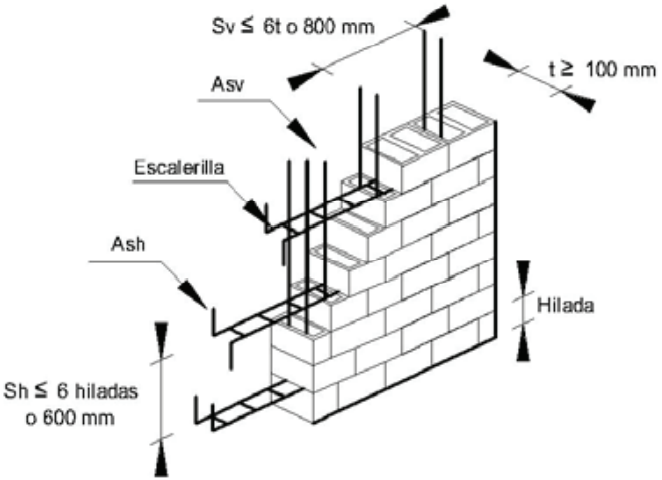 Sv ≤ 6t o 800 mm
t ≥ 100 mm
Asv
Escalerilla
Ash
Hilada
Sh ≤ 6 hiladas
o 600 mm